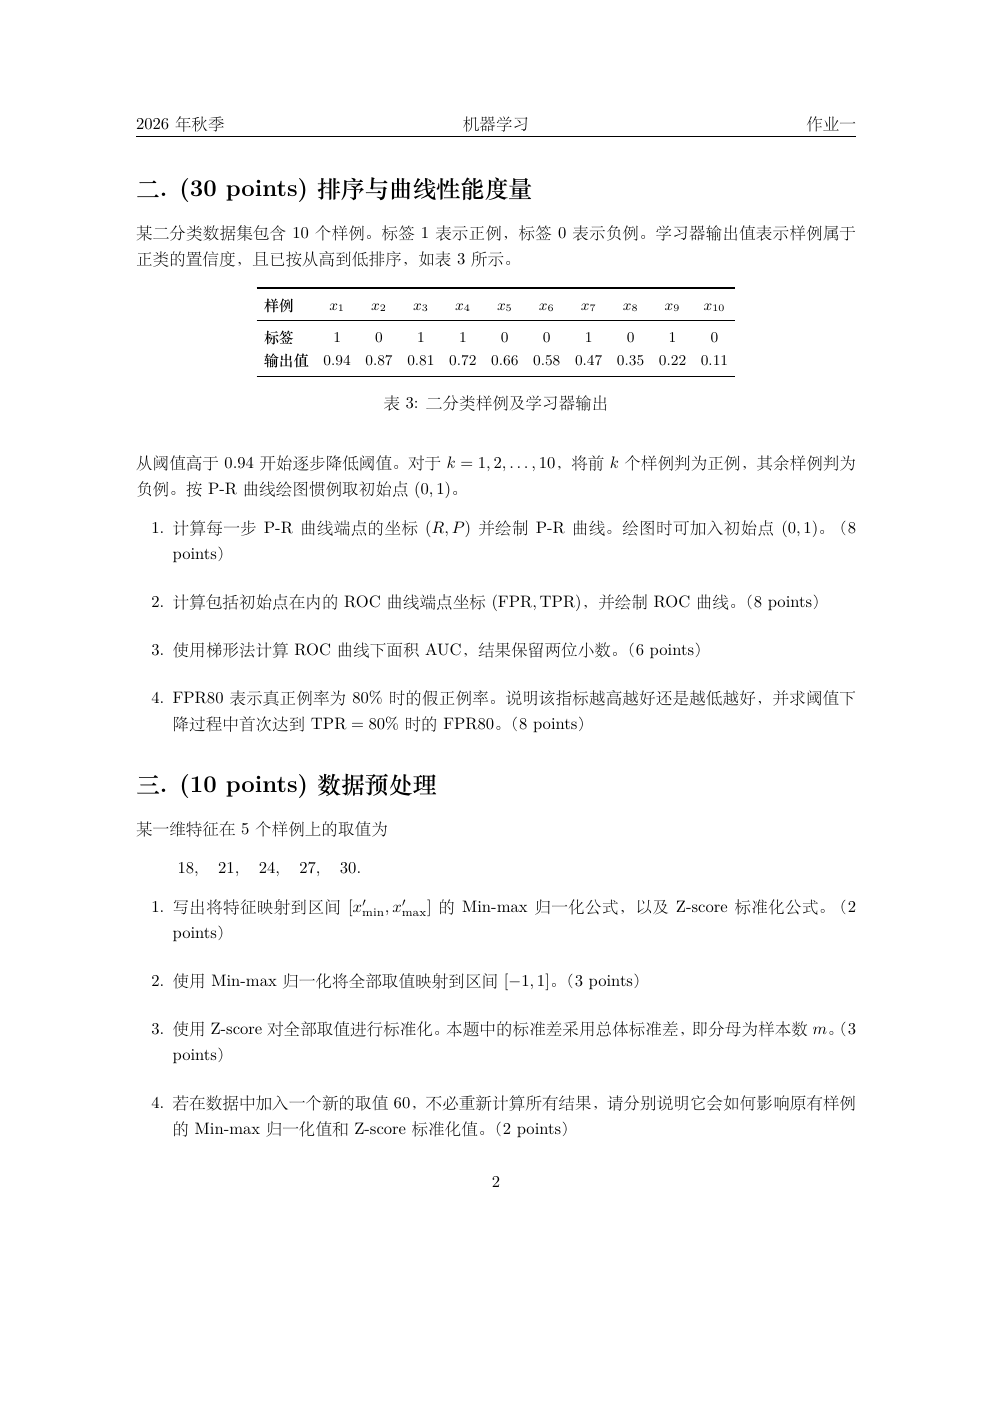 2026 年秋季 机器学习 作业一
二. (30 points) 排序与曲线性能度量
某二分类数据集包含 10 个样例。标签 1 表示正例，标签 0 表示负例。学习器输出值表示样例属于
正类的置信度，且已按从高到低排序，如表 3 所示。
样例 x₁ x₂ x₃ x₄ x₅ x₆ x₇ x₈ x₉ x₁₀
标签 1 0 1 1 0 0 1 0 1 0
输出值 0.94 0.87 0.81 0.72 0.66 0.58 0.47 0.35 0.22 0.11
表 3: 二分类样例及学习器输出
从阈值高于 0.94 开始逐步降低阈值。对于 k = 1, 2, . . . , 10，将前 k 个样例判为正例，其余样例判为
负例。按 P-R 曲线绘图惯例取初始点 (0, 1)。
1. 计算每一步 P-R 曲线端点的坐标 (R, P) 并绘制 P-R 曲线。绘图时可加入初始点 (0, 1)。（8
points）
2. 计算包括初始点在内的 ROC 曲线端点坐标 (FPR, TPR)，并绘制 ROC 曲线。（8 points）
3. 使用梯形法计算 ROC 曲线下面积 AUC，结果保留两位小数。（6 points）
4. FPR80 表示真正例率为 80% 时的假正例率。说明该指标越高越好还是越低越好，并求阈值下
降过程中首次达到 TPR = 80% 时的 FPR80。（8 points）
三. (10 points) 数据预处理
某一维特征在 5 个样例上的取值为
18, 21, 24, 27, 30.
1. 写出将特征映射到区间 [x′min, x′max] 的 Min-max 归一化公式，以及 Z-score 标准化公式。（2
points）
2. 使用 Min-max 归一化将全部取值映射到区间 [−1, 1]。（3 points）
3. 使用 Z-score 对全部取值进行标准化。本题中的标准差采用总体标准差，即分母为样本数 m。（3
points）
4. 若在数据中加入一个新的取值 60，不必重新计算所有结果，请分别说明它会如何影响原有样例
的 Min-max 归一化值和 Z-score 标准化值。（2 points）
2